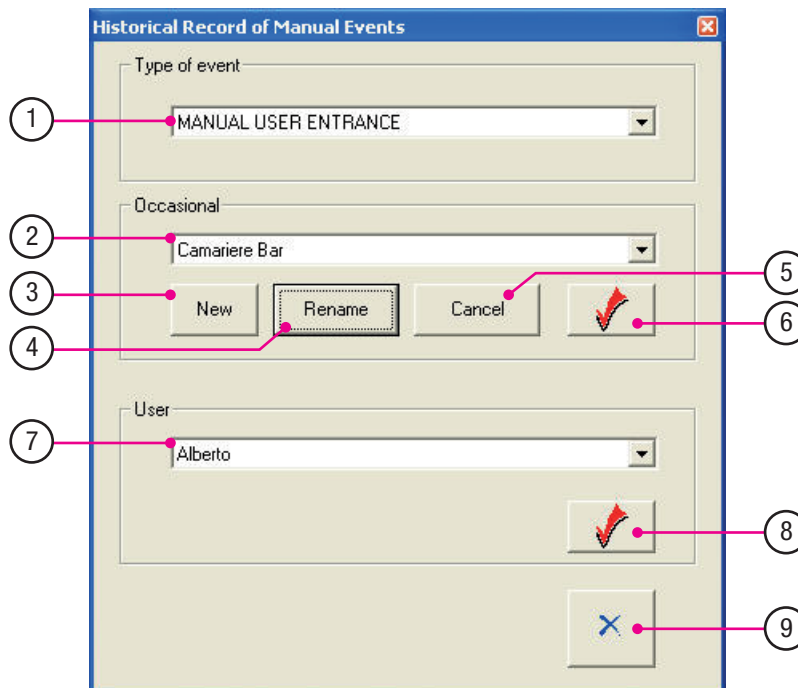 Historical Record of Manual Events
Type of event
1
MANUAL USER ENTRANCE
Occasional
2
Camariere Bar
5
3
New Rename Cancel
6
4
User
7
Alberto
8
9